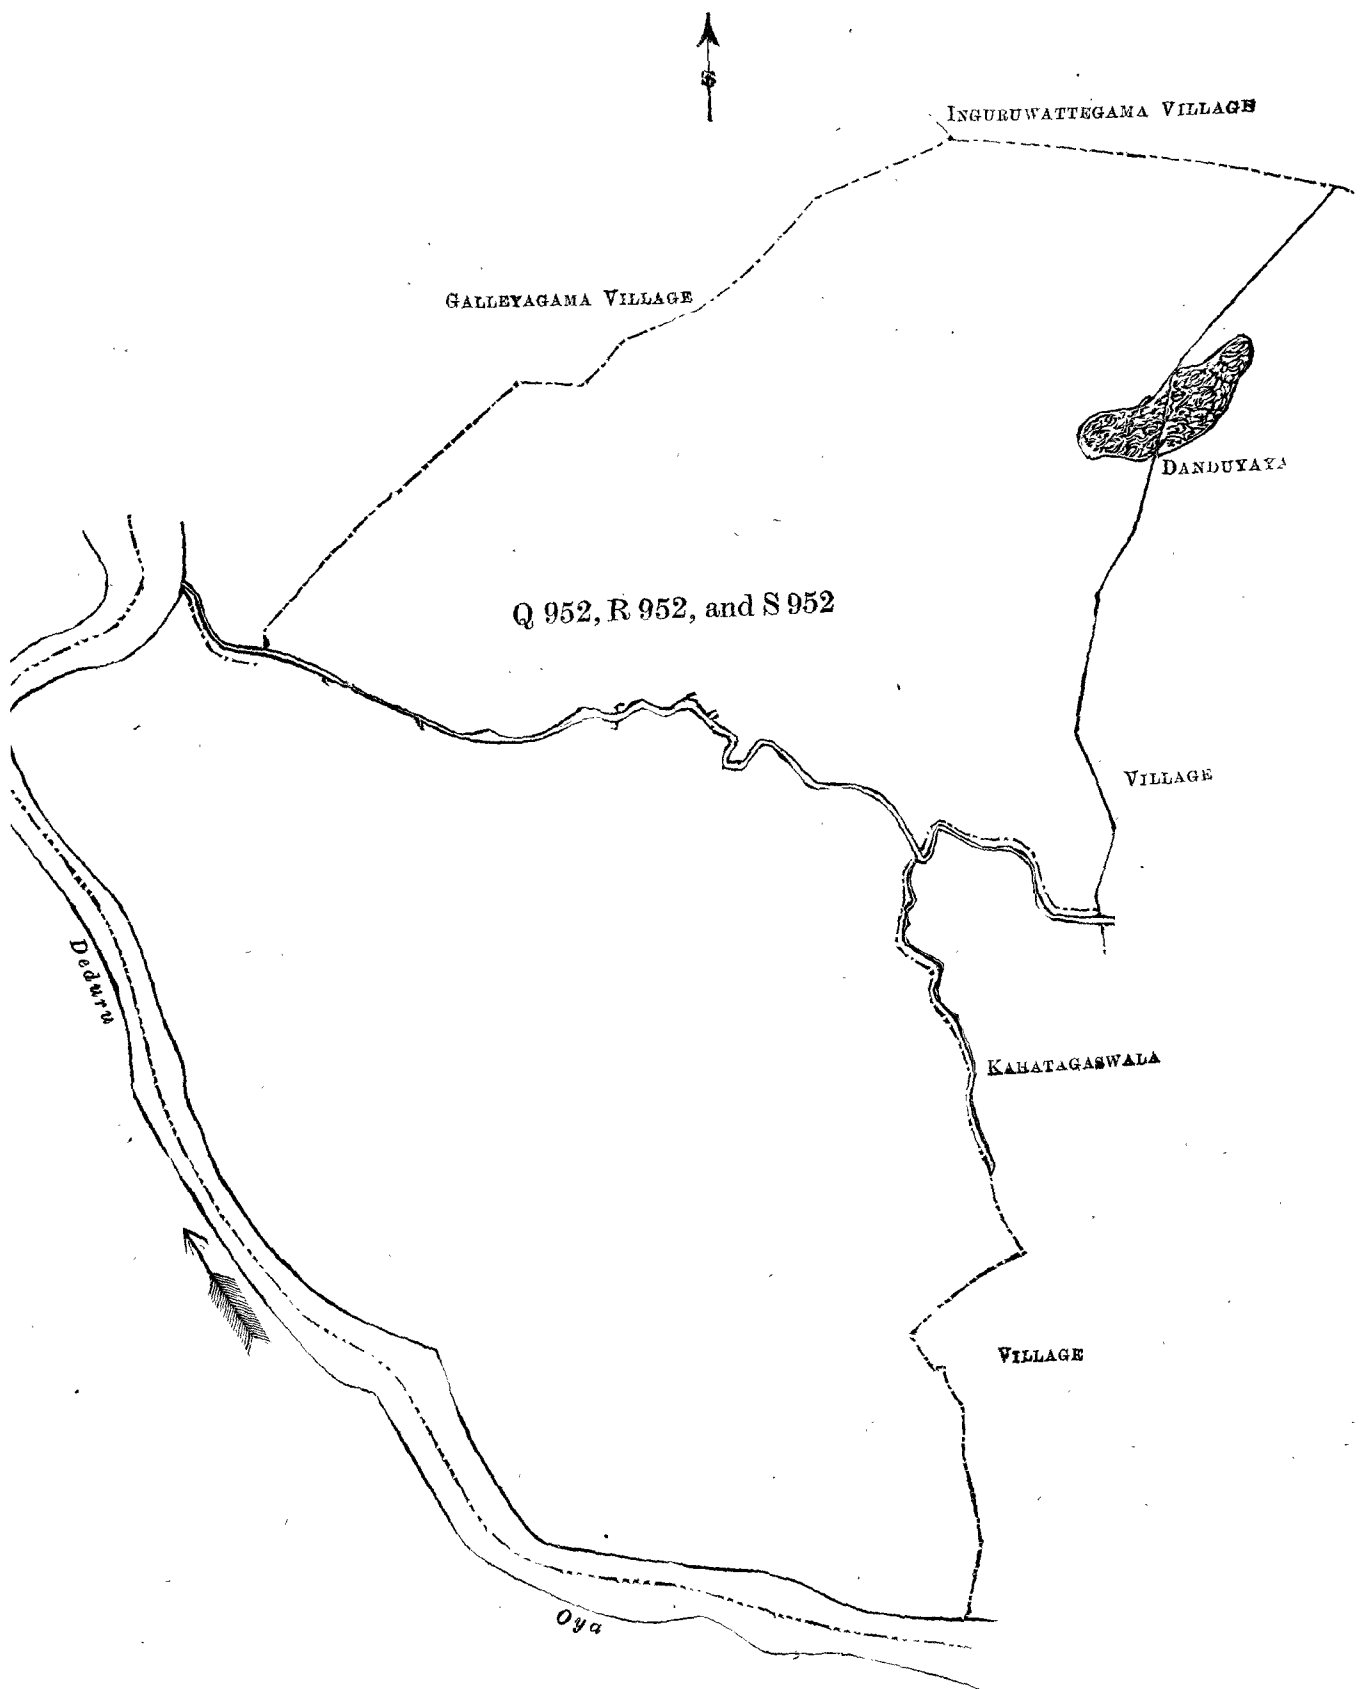 S
INGURUWATTEGAMA VILLAGE
GALLEYAGAMA VILLAGE
DANDUYAYA
Q 952, R 952, and S 952
VILLAGE
Deduru
KAHATAGASWALA
VILLAGE
Oya